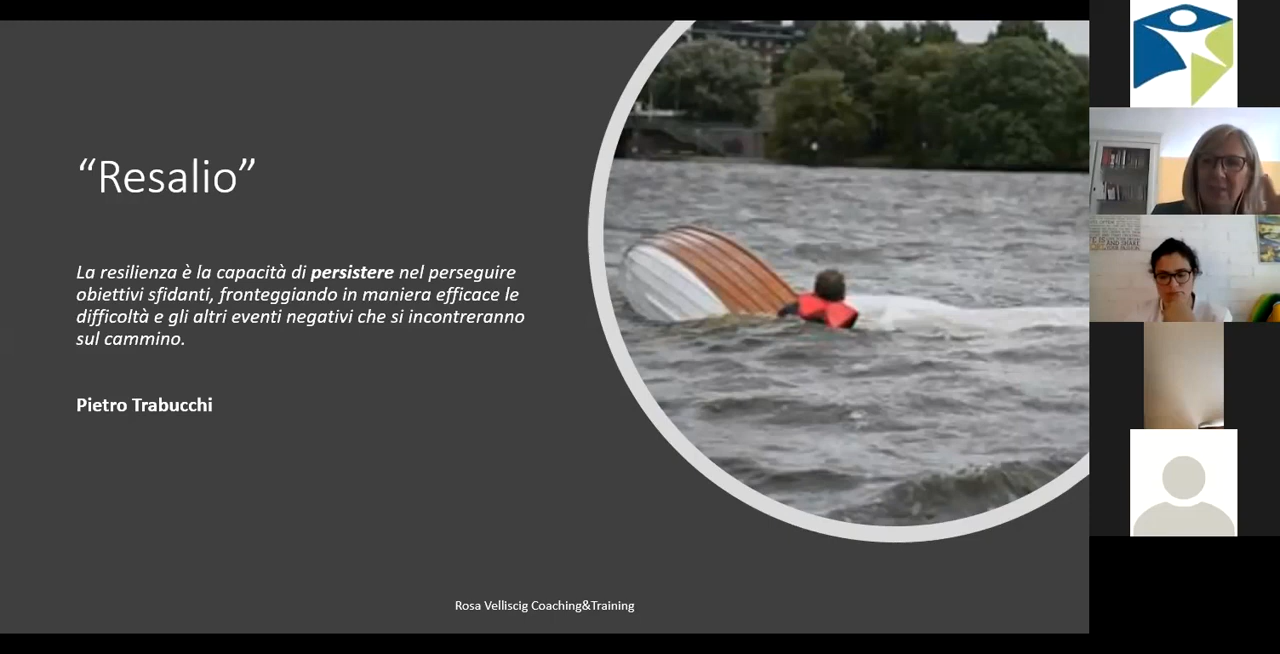 “Resalio”
La resilienza è la capacità di persistere nel perseguire
obiettivi sfidanti, fronteggiando in maniera efficace le
difficoltà e gli altri eventi negativi che si incontreranno
sul cammino.
Pietro Trabucchi
Rosa Velliscig Coaching&Training